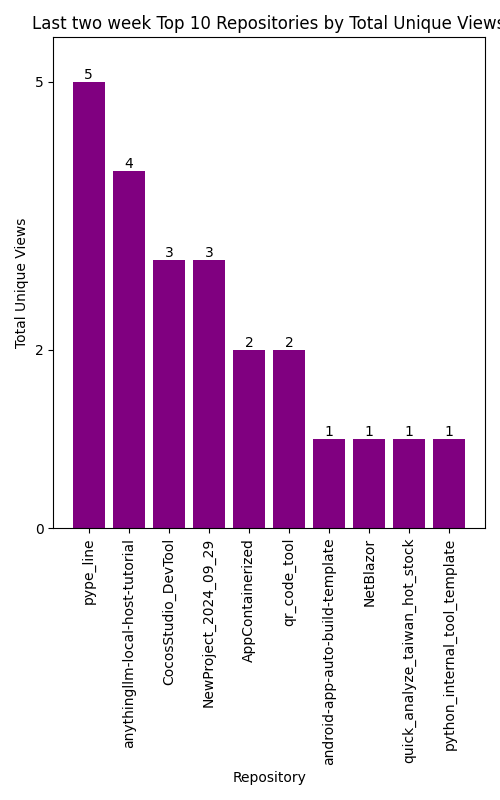 Last two week Top 10 Repositories by Total Unique Views
5
4
3
3
2
2
1
1
1
1
5
2
0
Total Unique Views
pype_line
anythingllm-local-host-tutorial
CocosStudio_DevTool
NewProject_2024_09_29
AppContainerized
qr_code_tool
android-app-auto-build-template
NetBlazor
quick_analyze_taiwan_hot_stock
python_internal_tool_template
Repository